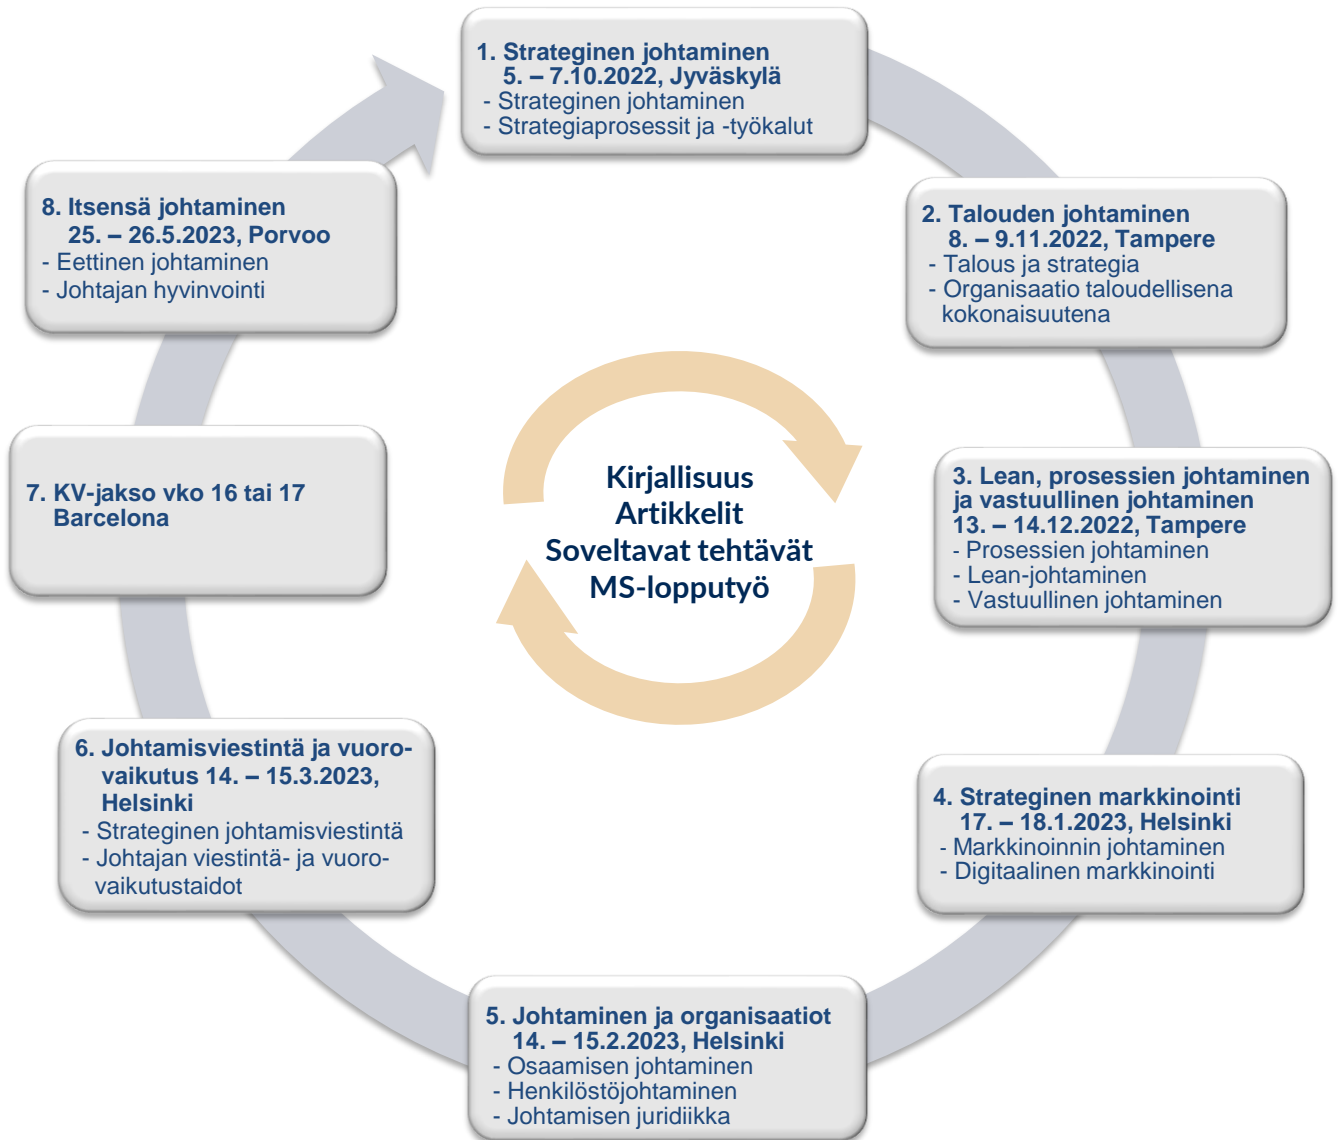 1. Strateginen johtaminen
5. – 7.10.2022, Jyväskylä
- Strateginen johtaminen
- Strategiaprosessit ja -työkalut
2. Talouden johtaminen
8. – 9.11.2022, Tampere
- Talous ja strategia
- Organisaatio taloudellisena
kokonaisuutena
3. Lean, prosessien johtaminen
ja vastuullinen johtaminen
13. – 14.12.2022, Tampere
- Prosessien johtaminen
- Lean-johtaminen
- Vastuullinen johtaminen
4. Strateginen markkinointi
17. – 18.1.2023, Helsinki
- Markkinoinnin johtaminen
- Digitaalinen markkinointi
5. Johtaminen ja organisaatiot
14. – 15.2.2023, Helsinki
- Osaamisen johtaminen
- Henkilöstöjohtaminen
- Johtamisen juridiikka
6. Johtamisviestintä ja vuoro-
vaikutus 14. – 15.3.2023,
Helsinki
- Strateginen johtamisviestintä
- Johtajan viestintä- ja vuoro-
vaikutustaidot
7. KV-jakso vko 16 tai 17
Barcelona
8. Itsensä johtaminen
25. – 26.5.2023, Porvoo
- Eettinen johtaminen
- Johtajan hyvinvointi
Kirjallisuus
Artikkelit
Soveltavat tehtävät
MS-lopputyö